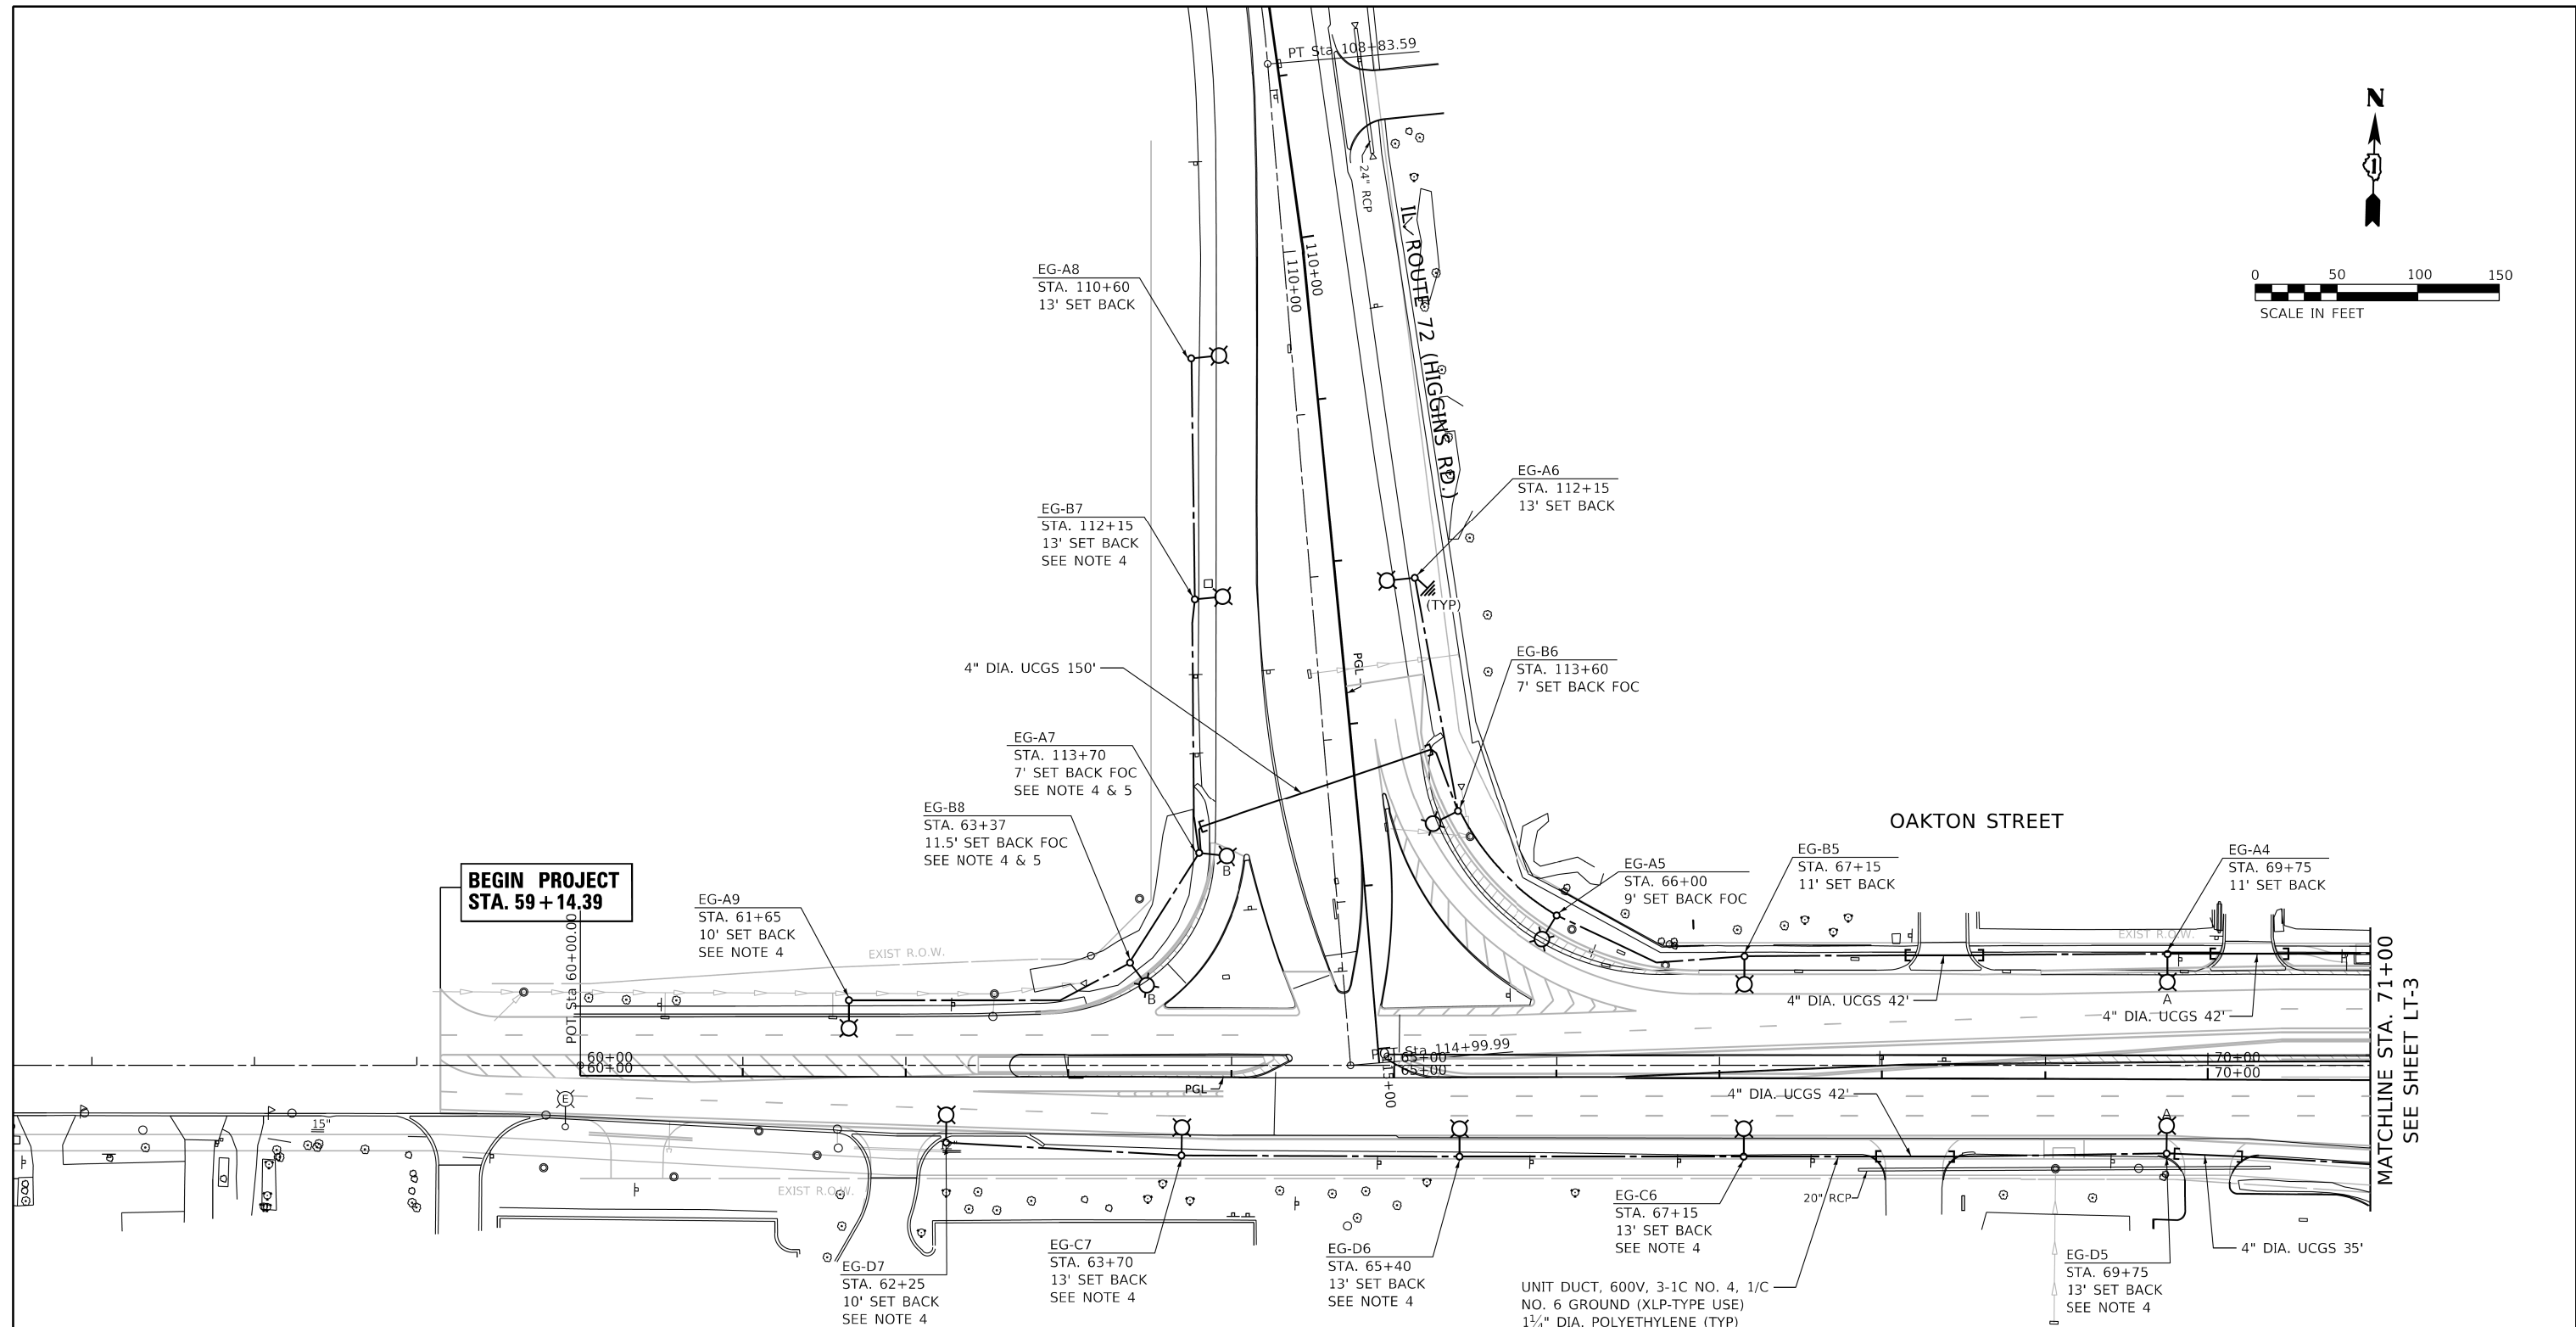 PT Sta 108+83.59
N
1
0 50 100 150
SCALE IN FEET
24" RCP
IL ROUTE 72 (HIGGINS RD.)
110+00
110+00
EG-A8
STA. 110+60
13' SET BACK
EG-A6
STA. 112+15
13' SET BACK
EG-B7
STA. 112+15
13' SET BACK
SEE NOTE 4
(TYP)
EG-B6
STA. 113+60
7' SET BACK FOC
4" DIA. UCGS 150'
PGL
EG-A7
STA. 113+70
7' SET BACK FOC
SEE NOTE 4 & 5
EG-B8
STA. 63+37
11.5' SET BACK FOC
SEE NOTE 4 & 5
OAKTON STREET
EG-B5
STA. 67+15
11' SET BACK
EG-A4
STA. 69+75
11' SET BACK
EG-A5
STA. 66+00
9' SET BACK FOC
BEGIN PROJECT
STA. 59+14.39
EG-A9
STA. 61+65
10' SET BACK
SEE NOTE 4
B
B
EXIST R.O.W.
EXIST R.O.W.
POT Sta 60+00.00
4" DIA. UCGS 42'
A
4" DIA. UCGS 42'
MATCHLINE STA. 71+00
SEE SHEET LT-3
60+00
60+00
POT Sta 114+99.99
65+00
65+00
115+00
70+00
70+00
PGL
4" DIA. UCGS 42'
E
15"
A
EXIST R.O.W.
20" RCP
EG-C6
STA. 67+15
13' SET BACK
SEE NOTE 4
EG-C7
STA. 63+70
13' SET BACK
SEE NOTE 4
EG-D6
STA. 65+40
13' SET BACK
SEE NOTE 4
4" DIA. UCGS 35'
EG-D5
STA. 69+75
13' SET BACK
SEE NOTE 4
EG-D7
STA. 62+25
10' SET BACK
SEE NOTE 4
UNIT DUCT, 600V, 3-1C NO. 4, 1/C
NO. 6 GROUND (XLP-TYPE USE)
1¼" DIA. POLYETHYLENE (TYP)